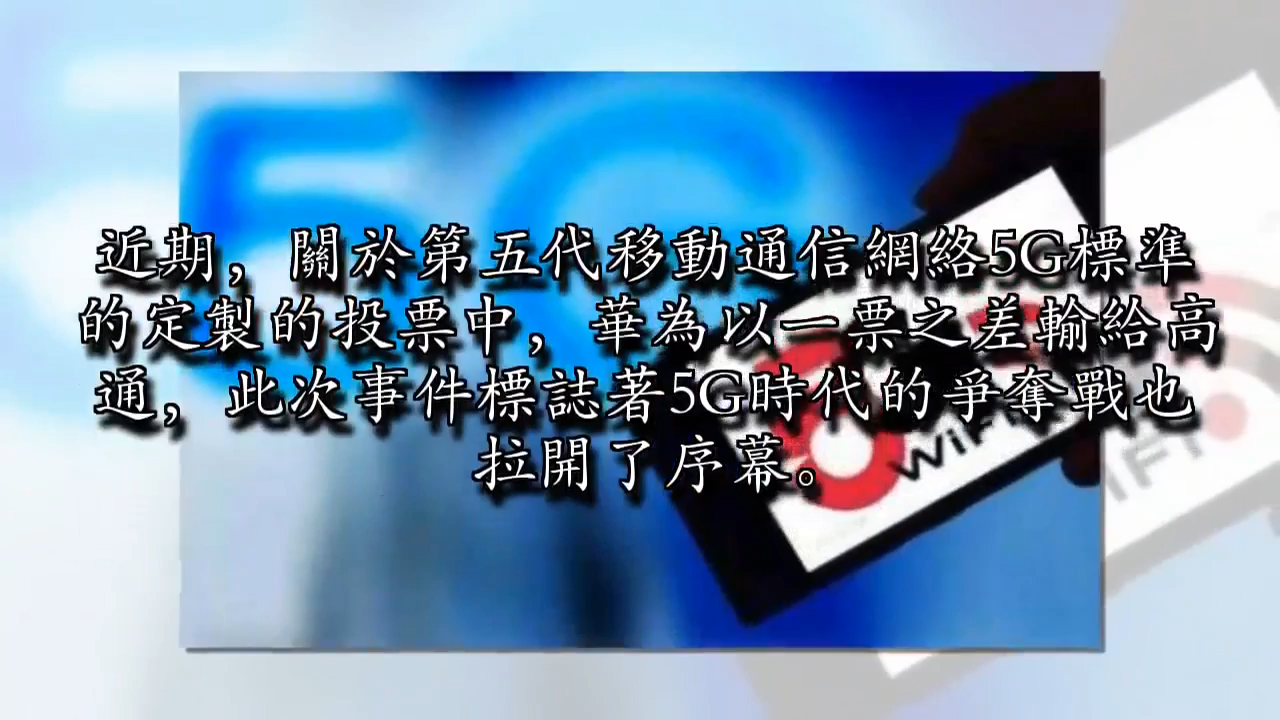 近期，關於第五代移動通信網絡5G標準
的定製的投票中，華為以一票之差輸給高
通，此次事件標誌著5G時代的爭奪戰也
拉開了序幕。
5G
WiFi